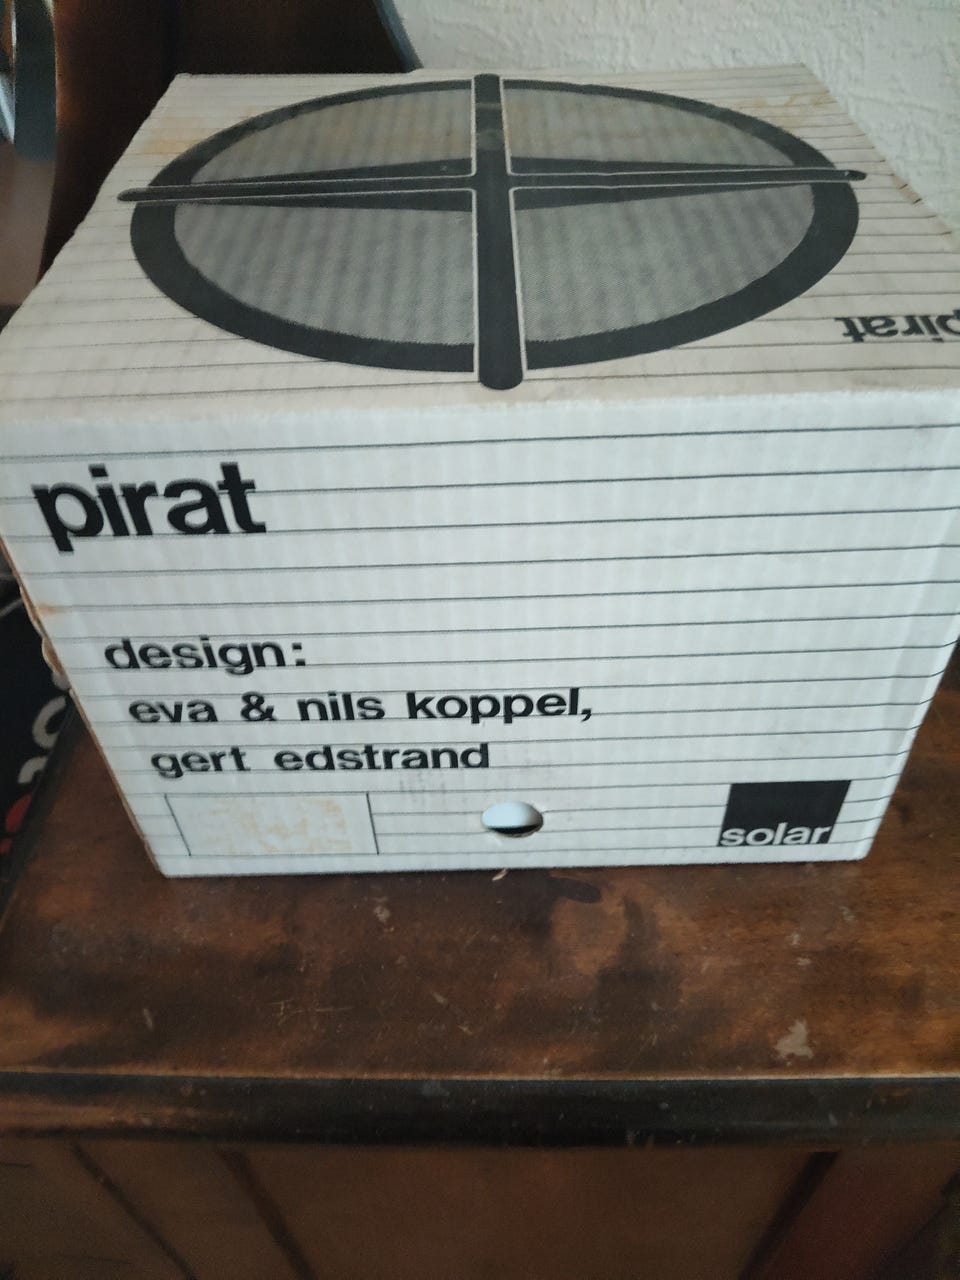 pirat
pirat
design:
eva & nils koppel,
gert edstrand
solar